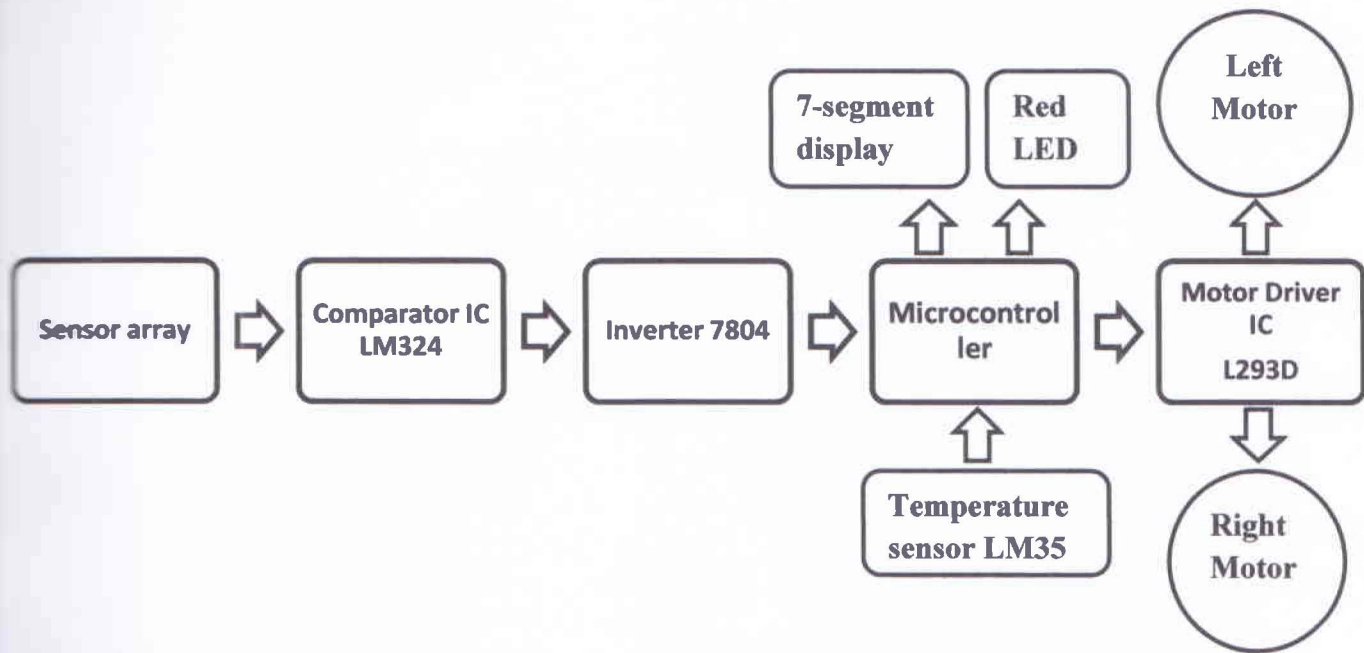 Left
Motor
7-segment
display
Red
LED
Sensor array
Comparator IC
LM324
Inverter 7804
Microcontrol
ler
Motor Driver
IC
L293D
Temperature
sensor LM35
Right
Motor